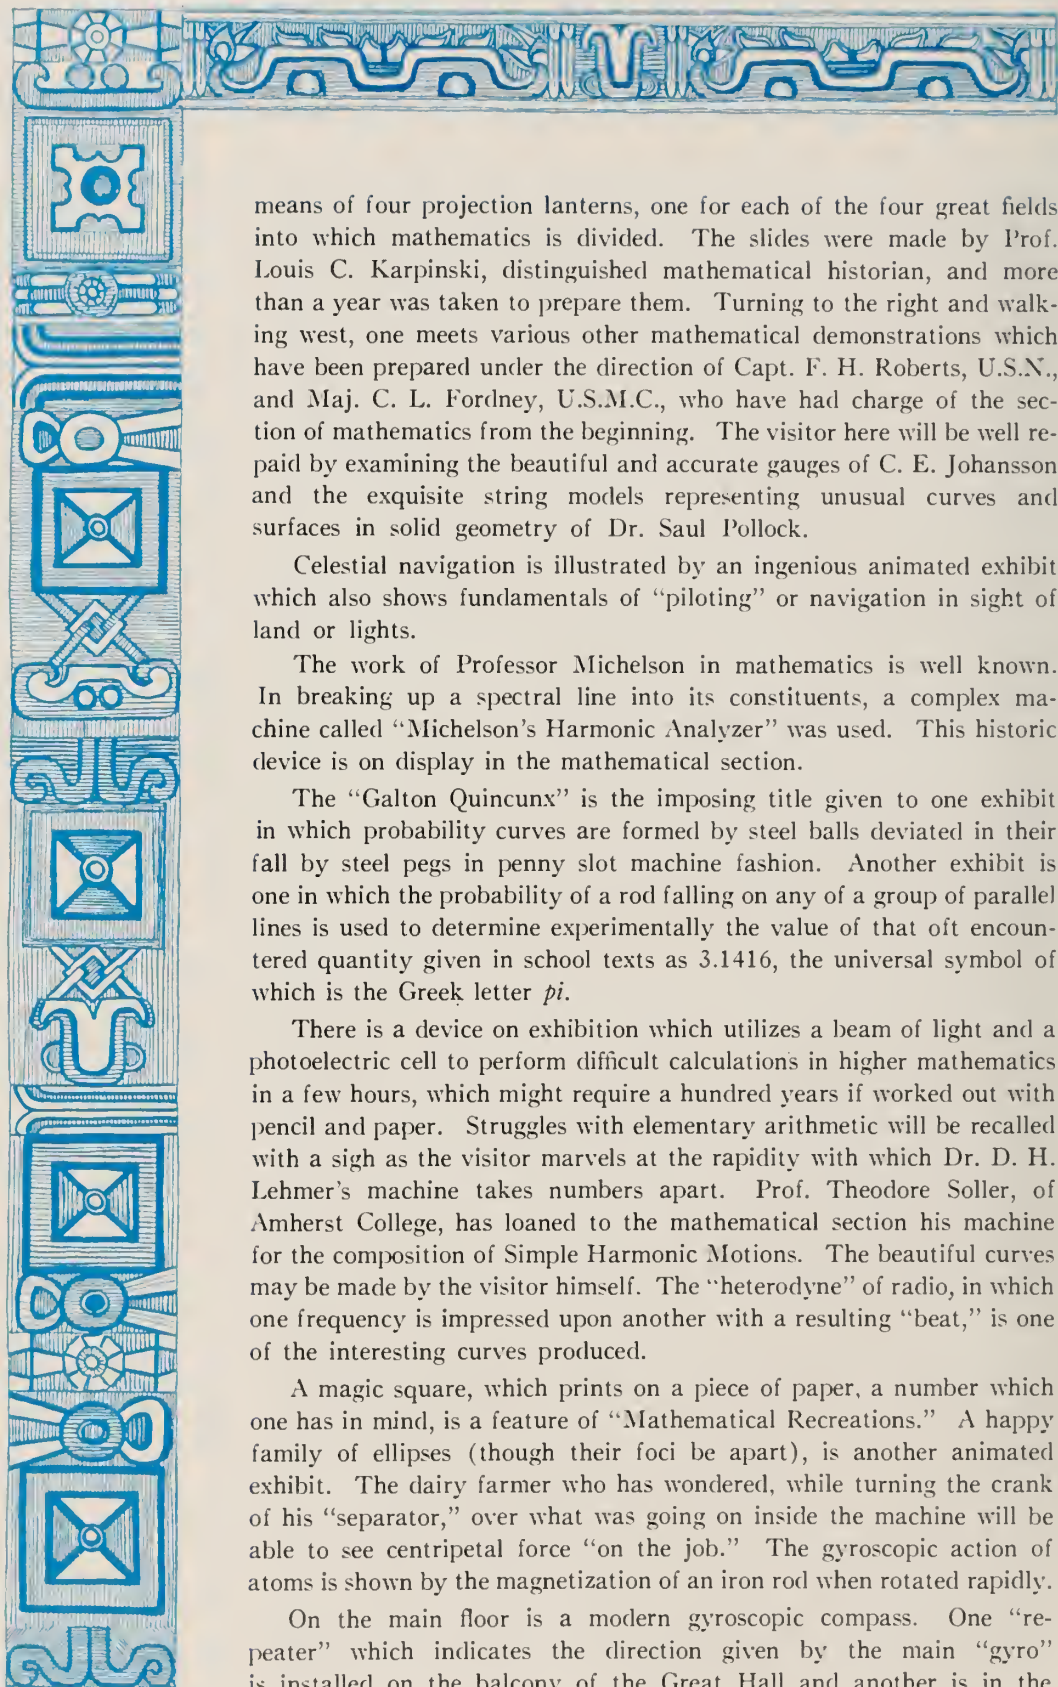 means of four projection lanterns, one for each of the four great fields
into which mathematics is divided. The slides were made by Prof.
Louis C. Karpinski, distinguished mathematical historian, and more
than a year was taken to prepare them. Turning to the right and walk-
ing west, one meets various other mathematical demonstrations which
have been prepared under the direction of Capt. F. H. Roberts, U.S.N.,
and Maj. C. L. Fordney, U.S.M.C., who have had charge of the sec-
tion of mathematics from the beginning. The visitor here will be well re-
paid by examining the beautiful and accurate gauges of C. E. Johansson
and the exquisite string models representing unusual curves and
surfaces in solid geometry of Dr. Saul Pollock.
Celestial navigation is illustrated by an ingenious animated exhibit
which also shows fundamentals of “piloting” or navigation in sight of
land or lights.
The work of Professor Michelson in mathematics is well known.
In breaking up a spectral line into its constituents, a complex ma-
chine called “Michelson's Harmonic Analyzer” was used. This historic
device is on display in the mathematical section.
The “Galton Quincunx” is the imposing title given to one exhibit
in which probability curves are formed by steel balls deviated in their
fall by steel pegs in penny slot machine fashion. Another exhibit is
one in which the probability of a rod falling on any of a group of parallel
lines is used to determine experimentally the value of that oft encoun-
tered quantity given in school texts as 3.1416, the universal symbol of
which is the Greek letter pi.
There is a device on exhibition which utilizes a beam of light and a
photoelectric cell to perform difficult calculations in higher mathematics
in a few hours, which might require a hundred years if worked out with
pencil and paper. Struggles with elementary arithmetic will be recalled
with a sigh as the visitor marvels at the rapidity with which Dr. D. H.
Lehmer's machine takes numbers apart. Prof. Theodore Soller, of
Amherst College, has loaned to the mathematical section his machine
for the composition of Simple Harmonic Motions. The beautiful curves
may be made by the visitor himself. The “heterodyne” of radio, in which
one frequency is impressed upon another with a resulting “beat,” is one
of the interesting curves produced.
A magic square, which prints on a piece of paper, a number which
one has in mind, is a feature of “Mathematical Recreations.” A happy
family of ellipses (though their foci be apart), is another animated
exhibit. The dairy farmer who has wondered, while turning the crank
of his “separator,” over what was going on inside the machine will be
able to see centripetal force “on the job.” The gyroscopic action of
atoms is shown by the magnetization of an iron rod when rotated rapidly.
On the main floor is a modern gyroscopic compass. One “re-
peater” which indicates the direction given by the main “gyro”
is installed on the balcony of the Great Hall and another is in the